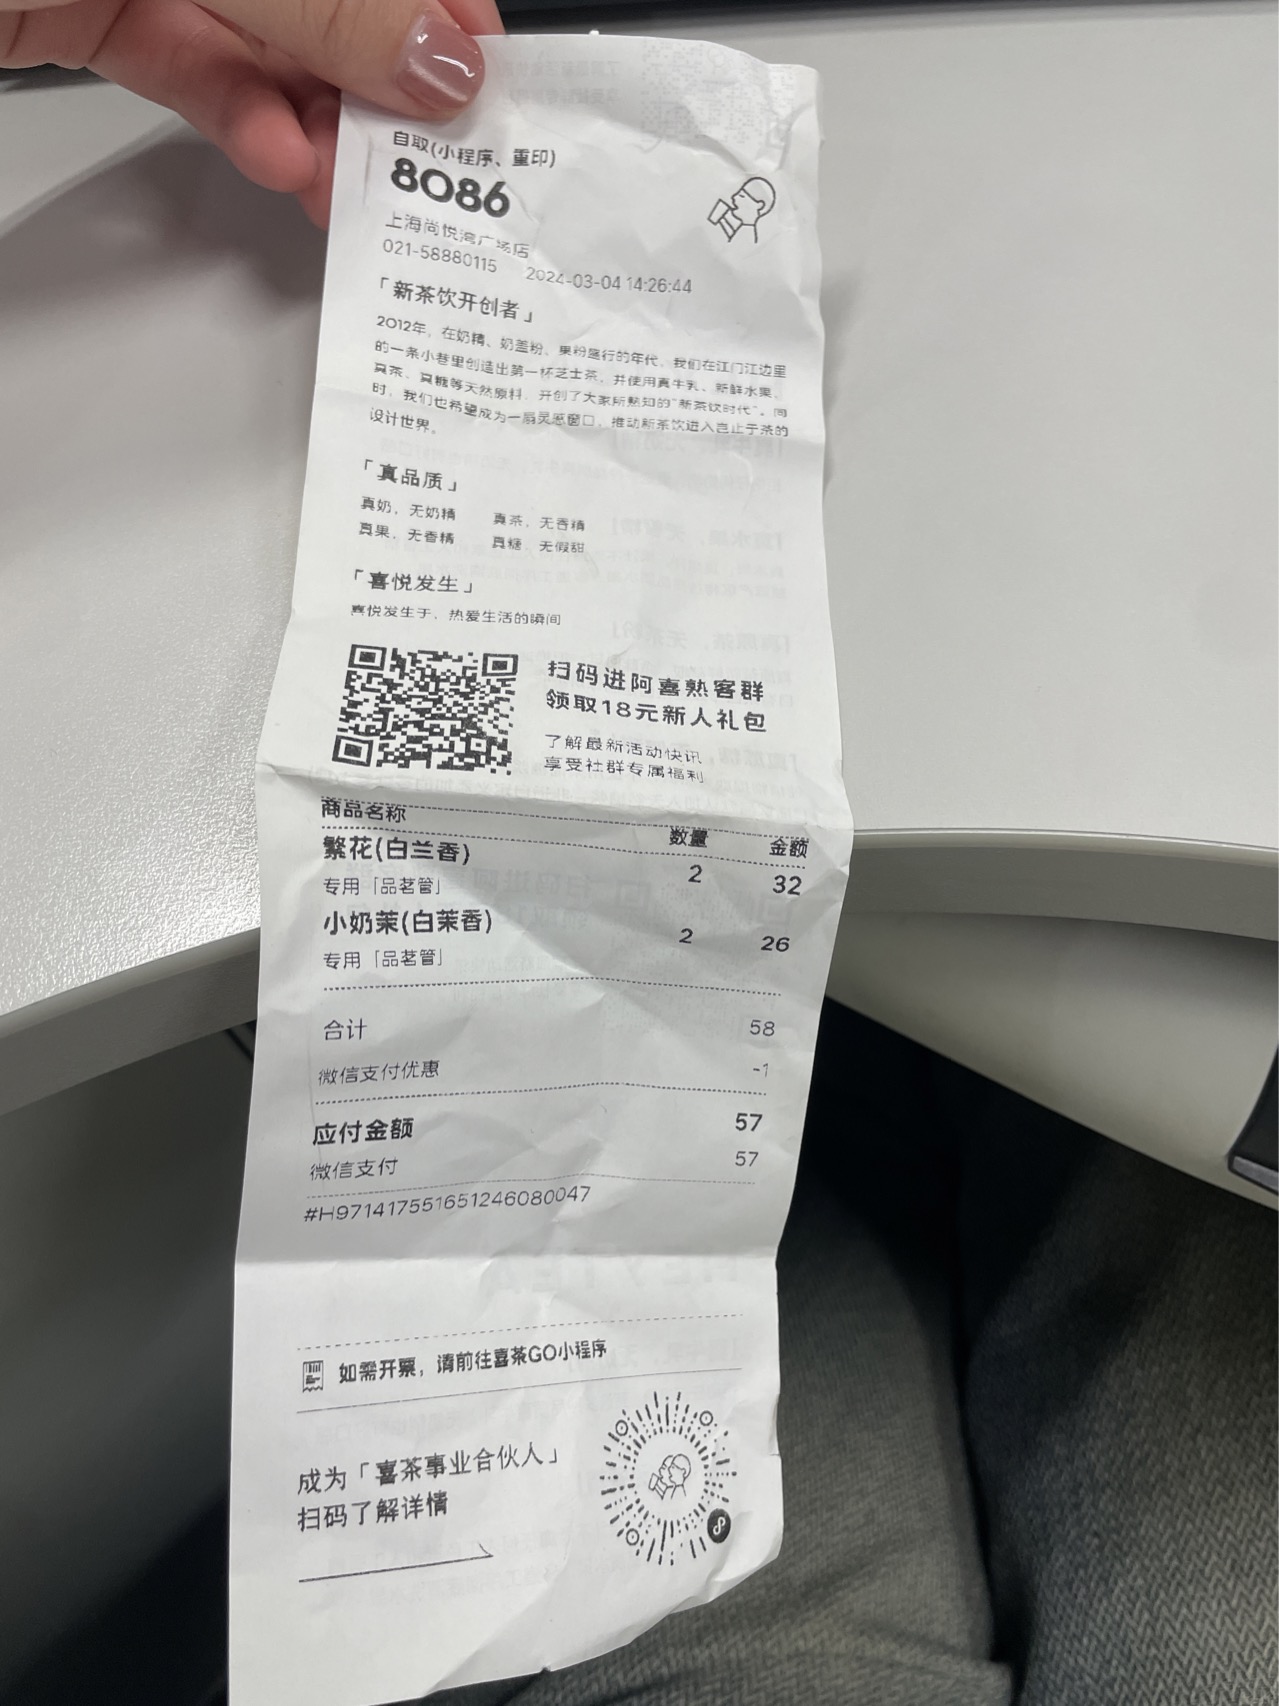 自取(小程序、重印)
8086
上海尚悦湾广场店
021-58880115 2024-03-04 14:26:44
「新茶饮开创者」
2012年，在奶精、奶盖粉、果粉盛行的年代，我们在江门江边里
的一条小巷里创造出第一杯芝士茶，并使用真牛乳、新鲜水果、
真茶、真糖等天然原料，开创了大家所熟知的“新茶饮时代”。同
时，我们也希望成为一扇灵感窗口，推动新茶饮进入岂止于茶的
设计世界。
「真品质」
真奶，无奶精 真茶，无香精
真果，无香精 真糖，无假甜
「喜悦发生」
喜悦发生于，热爱生活的瞬间
扫码进阿喜熟客群
领取18元新人礼包
了解最新活动快讯
享受社群专属福利
商品名称 数量 金额
繁花(白兰香) 2 32
专用「品茗管」
小奶茉(白茉香) 2 26
专用「品茗管」
合计 58
微信支付优惠 -1
应付金额 57
微信支付 57
#H971417551651246080047
如需开票，请前往喜茶GO小程序
成为「喜茶事业合伙人」
扫码了解详情